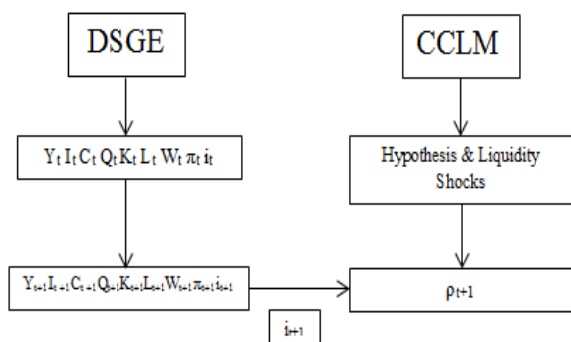 DSGE
CCLM
Yₜ Iₜ Cₜ Qₜ Kₜ Lₜ Wₜ πₜ iₜ
Hypothesis & Liquidity
Shocks
Yₜ₊₁ Iₜ₊₁ Cₜ₊₁ Qₜ₊₁ Kₜ₊₁ Lₜ₊₁ Wₜ₊₁ πₜ₊₁ iₜ₊₁
ρt+1
iₜ₊₁